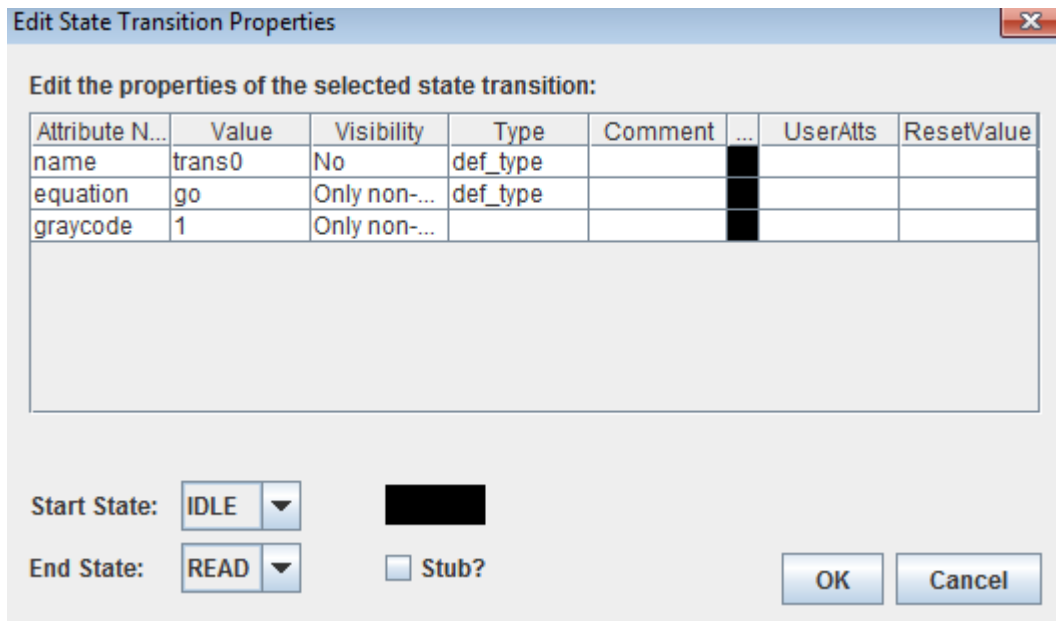 Edit State Transition Properties
Edit the properties of the selected state transition:
Attribute N... Value Visibility Type Comment ... UserAtts ResetValue
name trans0 No def_type
equation go Only non-... def_type
graycode 1 Only non-...
Start State: IDLE
End State: READ Stub?
OK Cancel